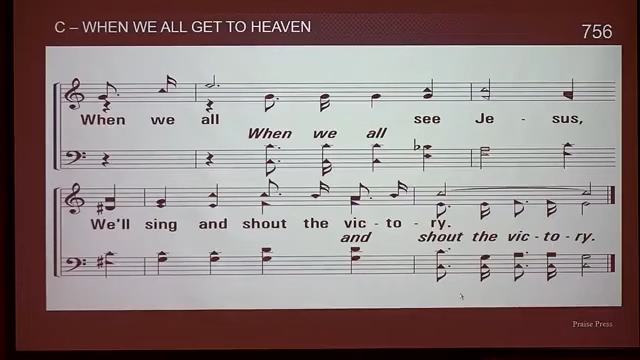 C – WHEN WE ALL GET TO HEAVEN
756
When we all see Je - sus,
When we all
We'll sing and shout the vic - to - ry.
and shout the vic - to - ry.
Praise Press